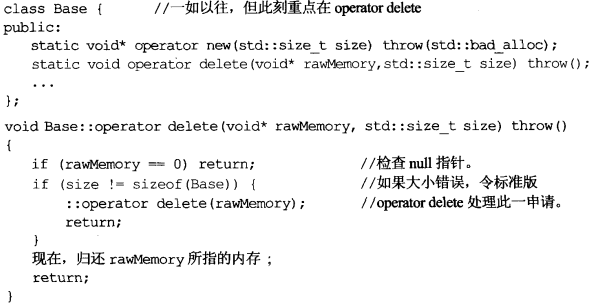 class Base {        //一如以往，但此刻重点在 operator delete
public:
    static void* operator new(std::size_t size) throw(std::bad_alloc);
    static void operator delete(void* rawMemory,std::size_t size) throw();
    ...
};
void Base::operator delete(void* rawMemory, std::size_t size) throw()
{
    if (rawMemory == 0) return;        //检查 null 指针。
    if (size != sizeof(Base)) {        //如果大小错误，令标准版
        ::operator delete(rawMemory);        //operator delete 处理此一申请。
        return;
    }
    现在，归还 rawMemory 所指的内存；
    return;
}